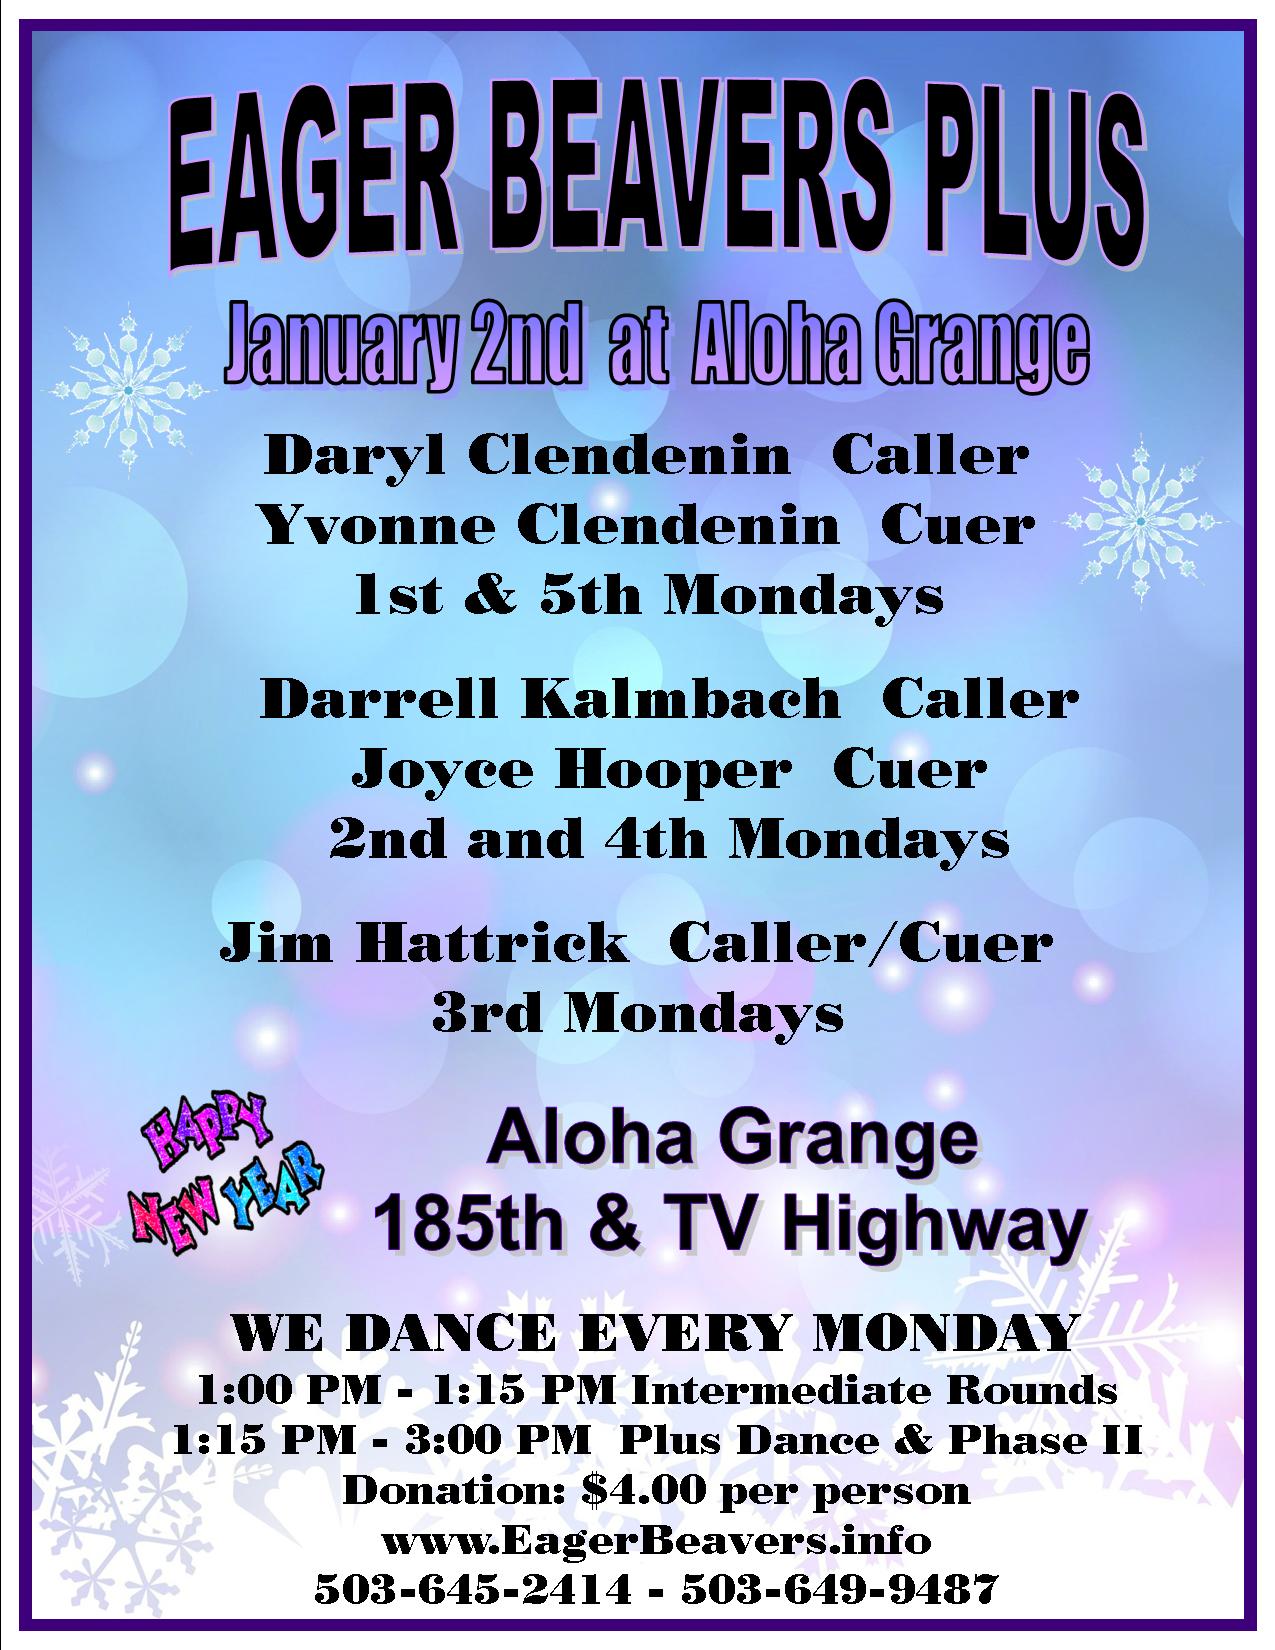 EAGER BEAVERS PLUS
January 2nd at Aloha Grange
Daryl Clendenin Caller
Yvonne Clendenin Cuer
1st & 5th Mondays
Darrell Kalmbach Caller
Joyce Hooper Cuer
2nd and 4th Mondays
Jim Hattrick Caller/Cuer
3rd Mondays
HAPPY
NEW YEAR
Aloha Grange
185th & TV Highway
WE DANCE EVERY MONDAY
1:00 PM - 1:15 PM Intermediate Rounds
1:15 PM - 3:00 PM Plus Dance & Phase II
Donation: $4.00 per person
www.EagerBeavers.info
503-645-2414 - 503-649-9487